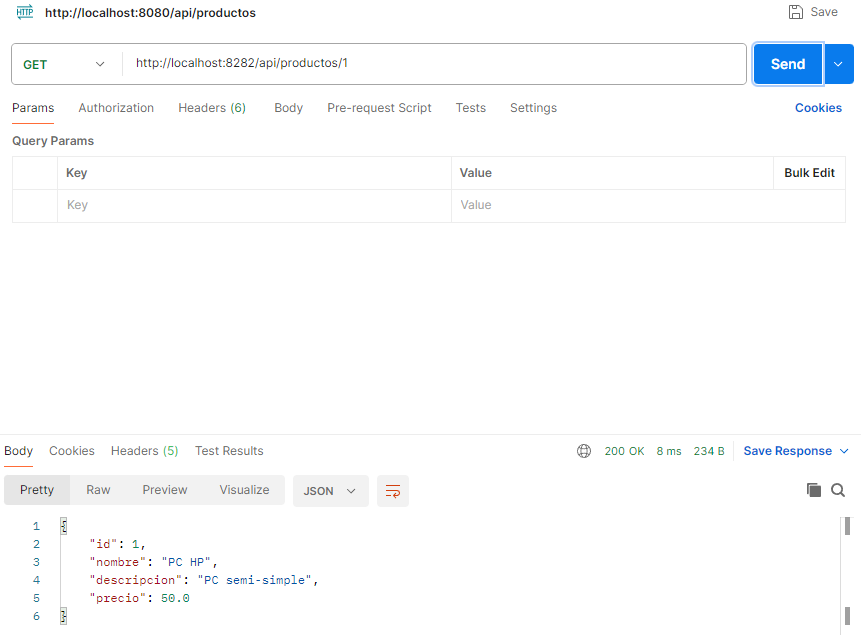 HTTP http://localhost:8080/api/productos Save
GET http://localhost:8282/api/productos/1 Send
Params Authorization Headers (6) Body Pre-request Script Tests Settings Cookies
Query Params
Key Value Bulk Edit
Key Value
Body Cookies Headers (5) Test Results 200 OK 8 ms 234 B Save Response
Pretty Raw Preview Visualize JSON
1 {
2 "id": 1,
3 "nombre": "PC HP",
4 "descripcion": "PC semi-simple",
5 "precio": 50.0
6 }